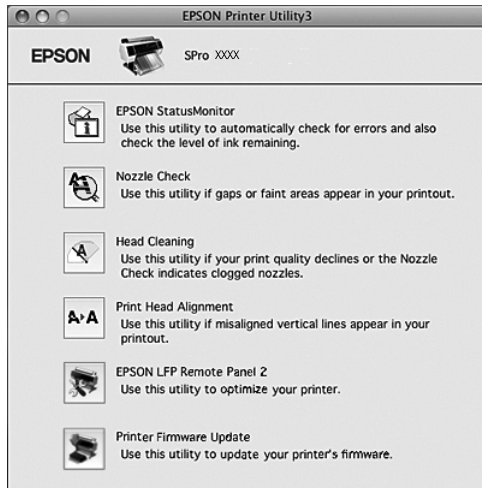 EPSON Printer Utility3
EPSON
SPro XXXX
EPSON StatusMonitor
Use this utility to automatically check for errors and also
check the level of ink remaining.
Nozzle Check
Use this utility if gaps or faint areas appear in your printout.
Head Cleaning
Use this utility if your print quality declines or the Nozzle
Check indicates clogged nozzles.
Print Head Alignment
Use this utility if misaligned vertical lines appear in your
printout.
EPSON LFP Remote Panel 2
Use this utility to optimize your printer.
Printer Firmware Update
Use this utility to update your printer's firmware.